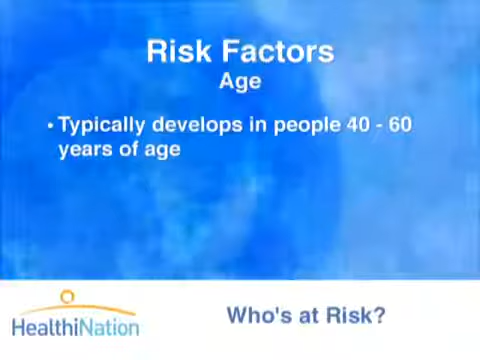 Risk Factors
Age
• Typically develops in people 40 - 60
years of age
HealthiNation
Who's at Risk?